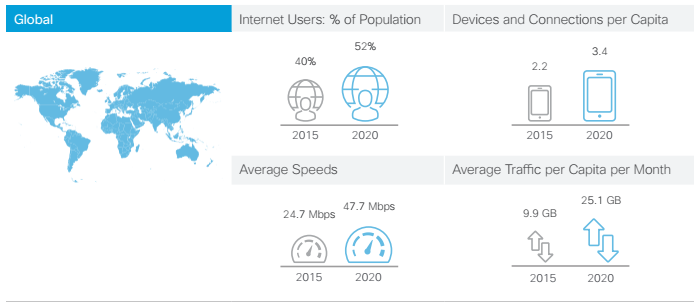 Global
Internet Users: % of Population
Devices and Connections per Capita
40%
52%
2015
2020
2.2
3.4
2015
2020
Average Speeds
Average Traffic per Capita per Month
24.7 Mbps
47.7 Mbps
2015
2020
9.9 GB
25.1 GB
2015
2020